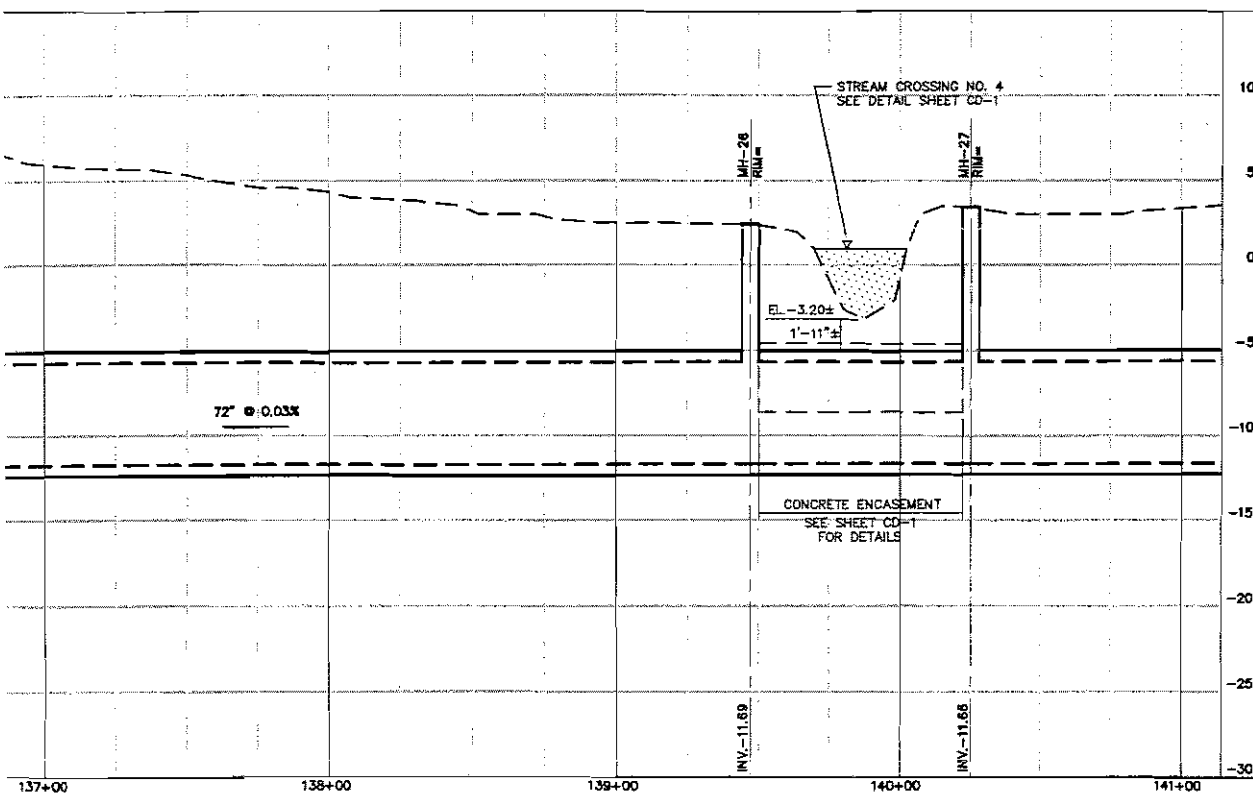 STREAM CROSSING NO. 4
SEE DETAIL SHEET CD-1
10
MH-26
RIM=
MH-27
RIM=
5
0
EL.-3.20±
1'-11"±
-5
72" @ 0.03%
-10
CONCRETE ENCASEMENT
SEE SHEET CD-1
FOR DETAILS
-15
-20
-25
INV.-11.69
INV.-11.66
-30
137+00
138+00
139+00
140+00
141+00